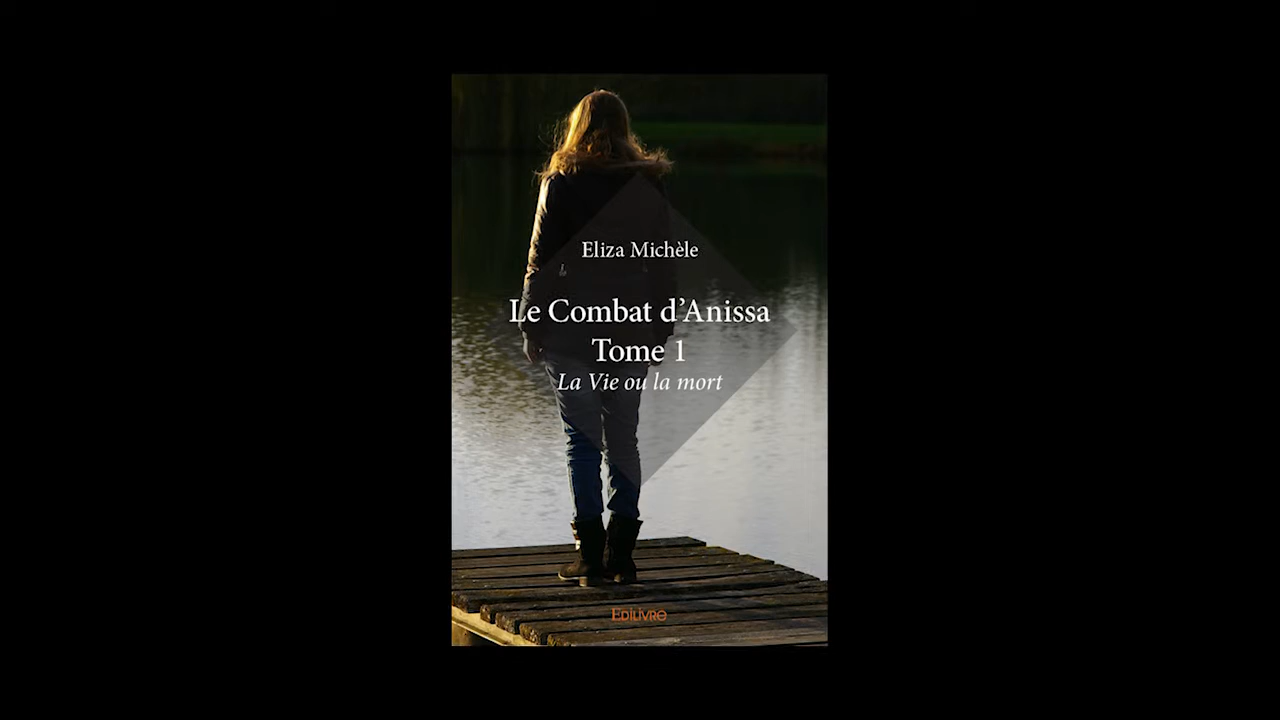 Eliza Michèle
Le Combat d’Anissa
Tome 1
La Vie ou la mort
EDILIVRE